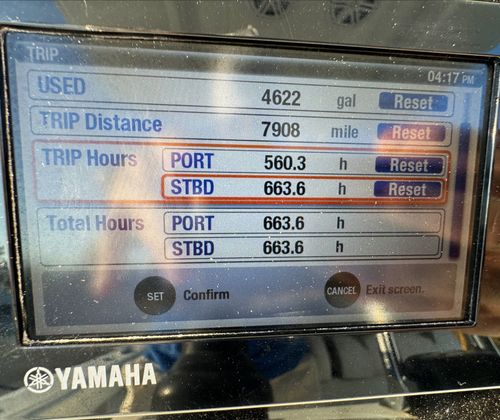 TRIP
04:17 PM
USED 4622 gal Reset
TRIP Distance 7908 mile Reset
TRIP Hours PORT 560.3 h Reset
STBD 663.6 h Reset
Total Hours PORT 663.6 h
STBD 663.6 h
SET Confirm CANCEL Exit screen.
YAMAHA